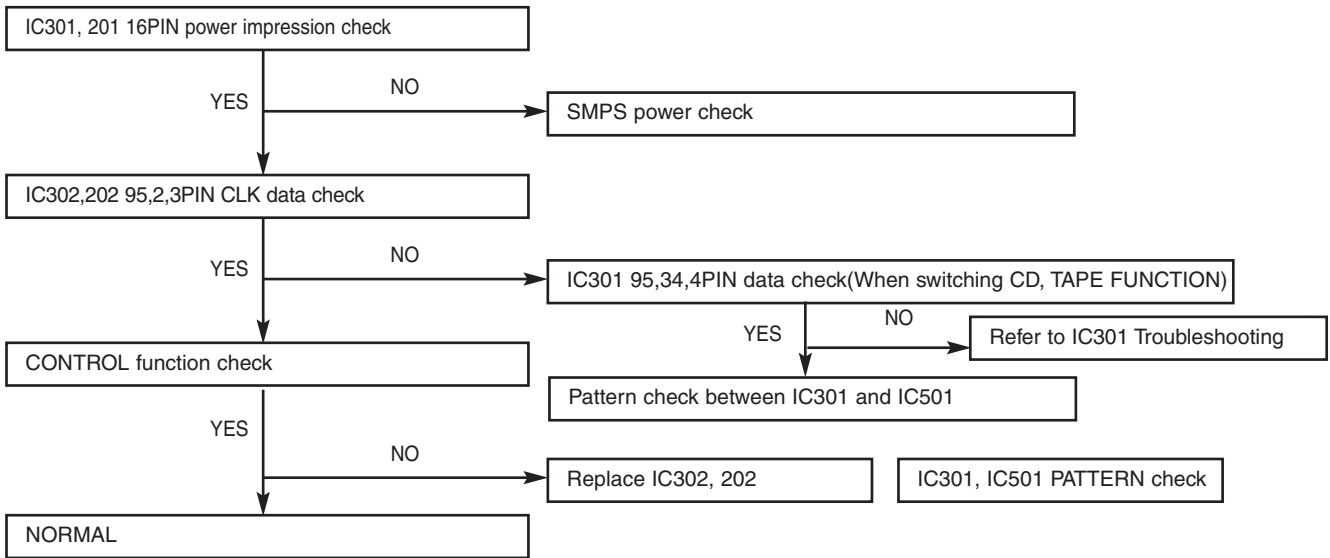 IC301, 201 16PIN power impression check
YES
NO
SMPS power check
IC302,202 95,2,3PIN CLK data check
YES
NO
IC301 95,34,4PIN data check(When switching CD, TAPE FUNCTION)
YES
NO
Refer to IC301 Troubleshooting
CONTROL function check
Pattern check between IC301 and IC501
YES
NO
Replace IC302, 202
IC301, IC501 PATTERN check
NORMAL